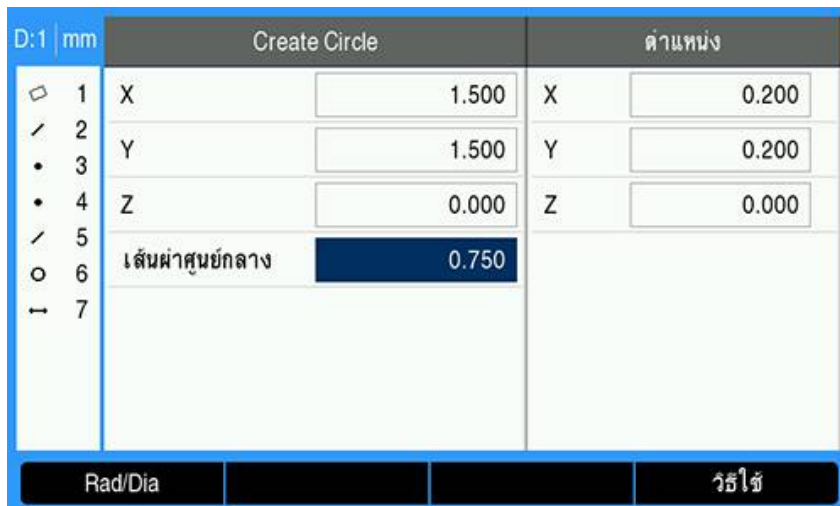 D:1 mm Create Circle ตำแหน่ง
1 X 1.500 X 0.200
2
Y 1.500 Y 0.200
3
4 Z 0.000 Z 0.000
5
เส้นผ่าศูนย์กลาง 0.750
6
7
Rad/Dia วิธีใช้